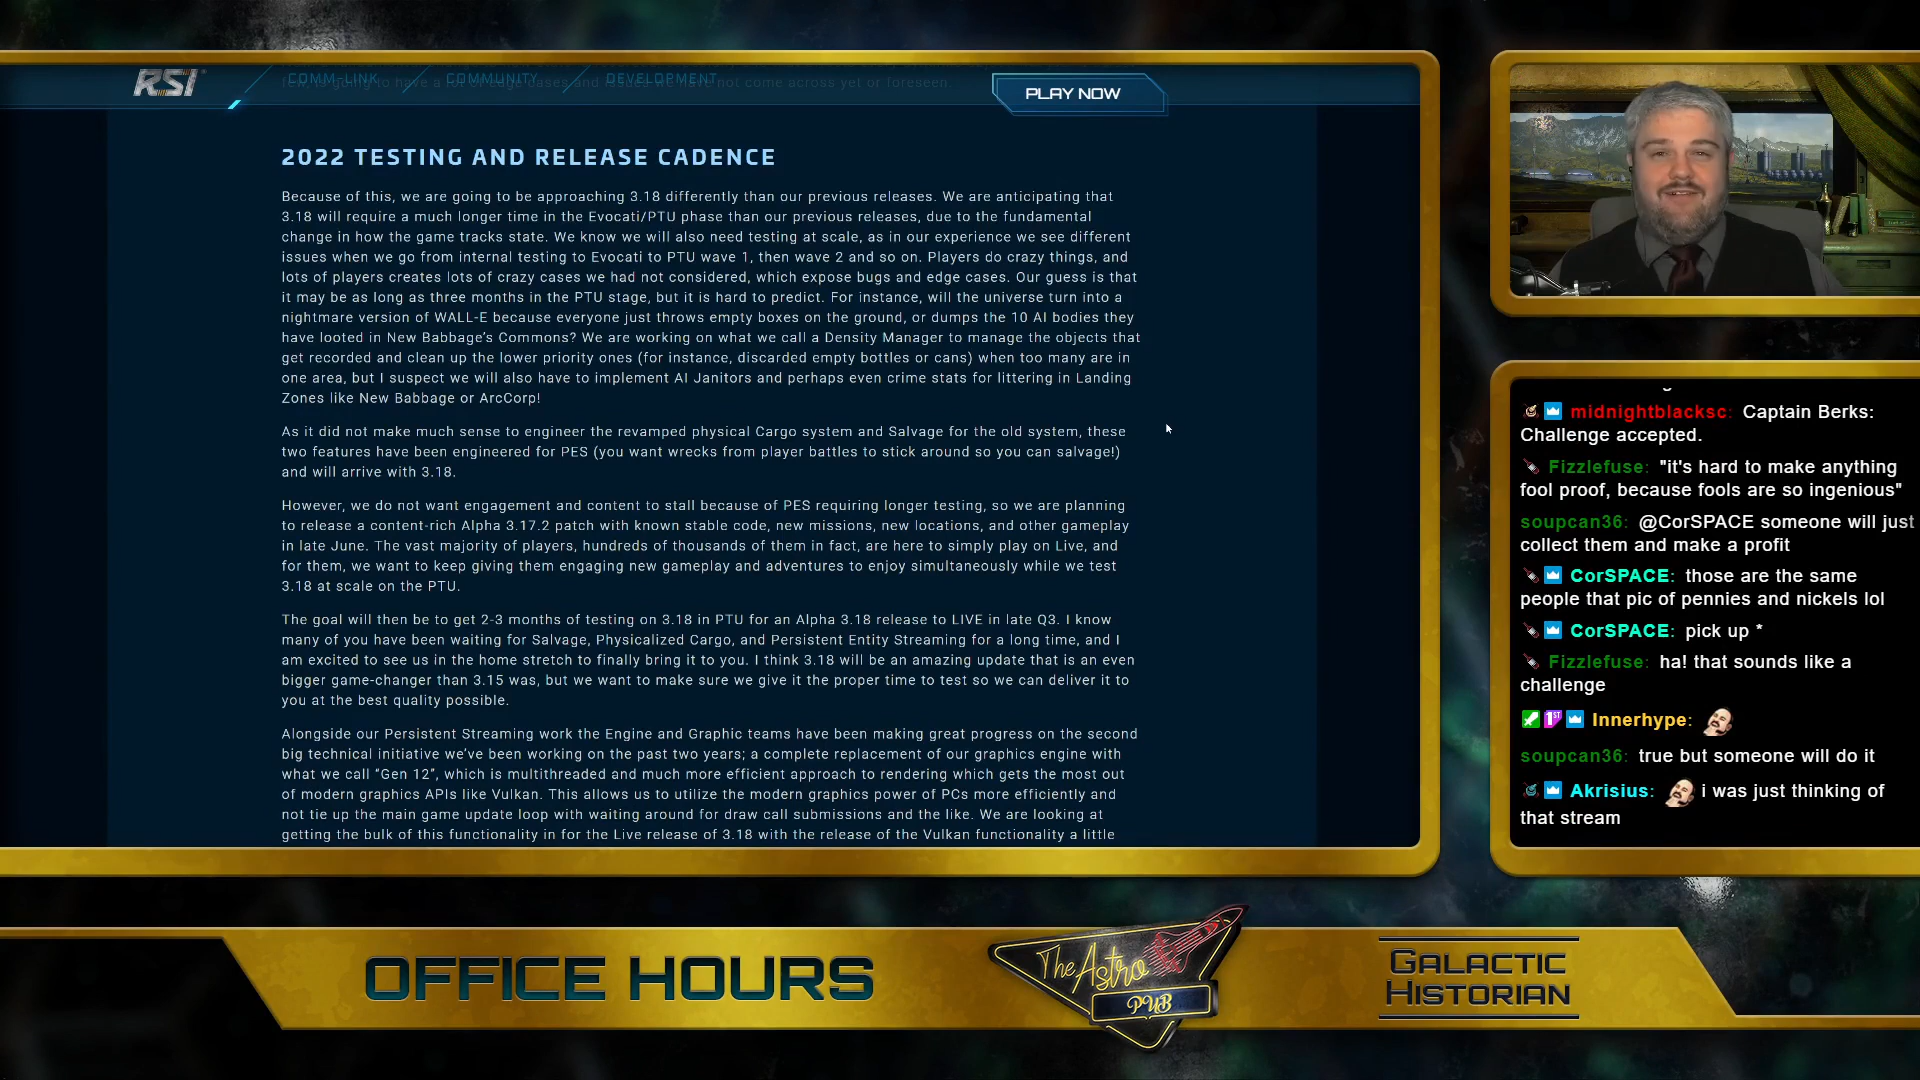 RSI
COMM-LINK
COMMUNITY
DEVELOPMENT
PLAY NOW
going to have a lot of edge cases and issues we have not come across yet or foreseen.
2022 TESTING AND RELEASE CADENCE
Because of this, we are going to be approaching 3.18 differently than our previous releases. We are anticipating that
3.18 will require a much longer time in the Evocati/PTU phase than our previous releases, due to the fundamental
change in how the game tracks state. We know we will also need testing at scale, as in our experience we see different
issues when we go from internal testing to Evocati to PTU wave 1, then wave 2 and so on. Players do crazy things, and
lots of players creates lots of crazy cases we had not considered, which expose bugs and edge cases. Our guess is that
it may be as long as three months in the PTU stage, but it is hard to predict. For instance, will the universe turn into a
nightmare version of WALL-E because everyone just throws empty boxes on the ground, or dumps the 10 AI bodies they
have looted in New Babbage's Commons? We are working on what we call a Density Manager to manage the objects that
get recorded and clean up the lower priority ones (for instance, discarded empty bottles or cans) when too many are in
one area, but I suspect we will also have to implement AI Janitors and perhaps even crime stats for littering in Landing
Zones like New Babbage or ArcCorp!
As it did not make much sense to engineer the revamped physical Cargo system and Salvage for the old system, these
two features have been engineered for PES (you want wrecks from player battles to stick around so you can salvage!)
and will arrive with 3.18.
However, we do not want engagement and content to stall because of PES requiring longer testing, so we are planning
to release a content-rich Alpha 3.17.2 patch with known stable code, new missions, new locations, and other gameplay
in late June. The vast majority of players, hundreds of thousands of them in fact, are here to simply play on Live, and
for them, we want to keep giving them engaging new gameplay and adventures to enjoy simultaneously while we test
3.18 at scale on the PTU.
The goal will then be to get 2-3 months of testing on 3.18 in PTU for an Alpha 3.18 release to LIVE in late Q3. I know
many of you have been waiting for Salvage, Physicalized Cargo, and Persistent Entity Streaming for a long time, and I
am excited to see us in the home stretch to finally bring it to you. I think 3.18 will be an amazing update that is an even
bigger game-changer than 3.15 was, but we want to make sure we give it the proper time to test so we can deliver it to
you at the best quality possible.
Alongside our Persistent Streaming work the Engine and Graphic teams have been making great progress on the second
big technical initiative we've been working on the past two years; a complete replacement of our graphics engine with
what we call "Gen 12", which is multithreaded and much more efficient approach to rendering which gets the most out
of modern graphics APIs like Vulkan. This allows us to utilize the modern graphics power of PCs more efficiently and
not tie up the main game update loop with waiting around for draw call submissions and the like. We are looking at
getting the bulk of this functionality in for the Live release of 3.18 with the release of the Vulkan functionality a little
midnightblacksc: Captain Berks:
Challenge accepted.
Fizzlefuse: "it's hard to make anything
fool proof, because fools are so ingenious"
soupcan36: @CorSPACE someone will just
collect them and make a profit
CorSPACE: those are the same
people that pic of pennies and nickels lol
CorSPACE: pick up *
Fizzlefuse: ha! that sounds like a
challenge
1ST Innerhype:
soupcan36: true but someone will do it
Akrisius: i was just thinking of
that stream
OFFICE HOURS
The Astro
PUB
GALACTIC
HISTORIAN